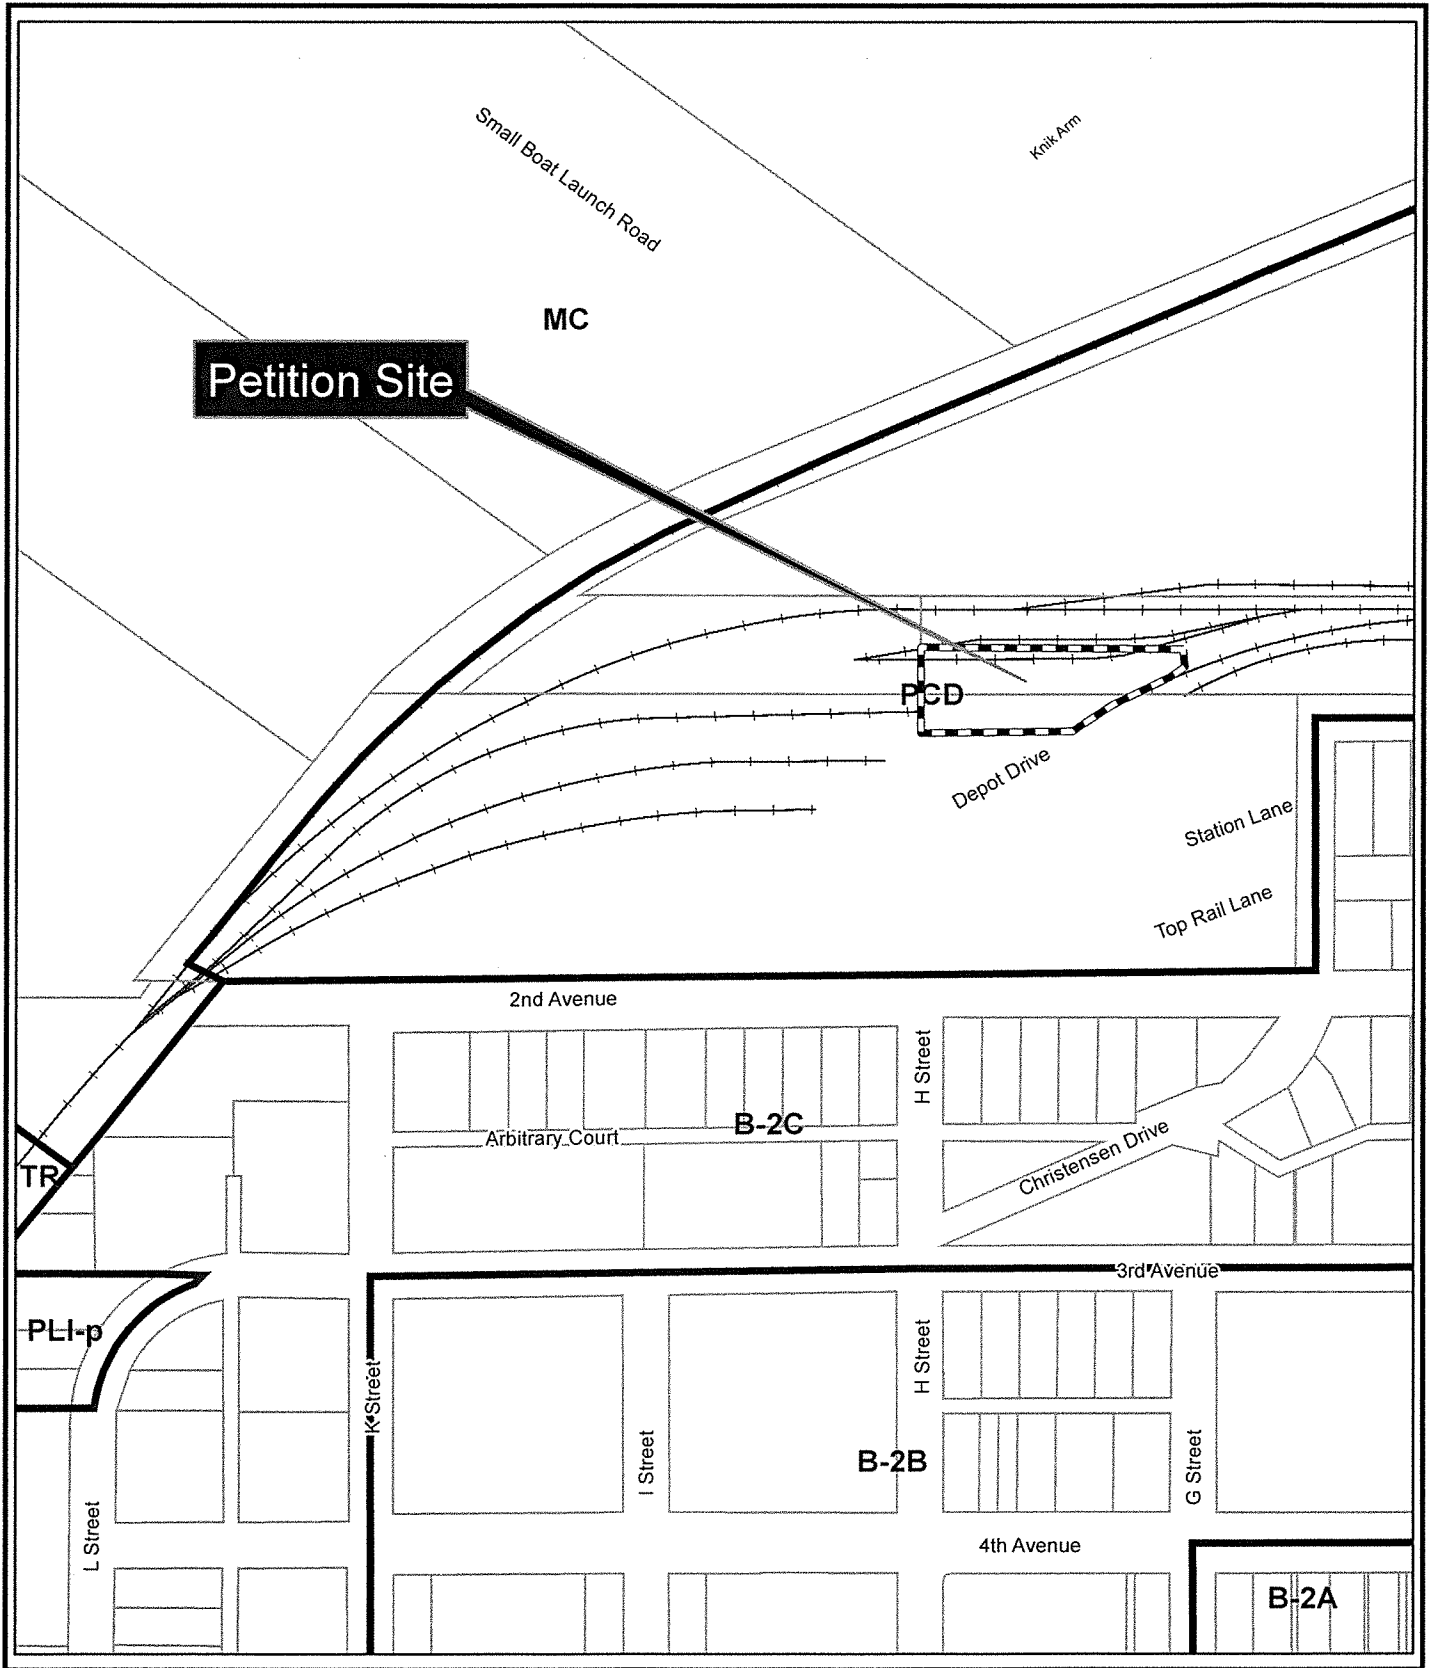 Small Boat Launch Road
Knik Arm
MC
Petition Site
PCD
Depot Drive
Station Lane
Top Rail Lane
2nd Avenue
H Street
B-2C
Arbitrary Court
Christensen Drive
TR
3rd Avenue
PLI-p
K Street
H Street
I Street
B-2B
G Street
L Street
4th Avenue
B-2A